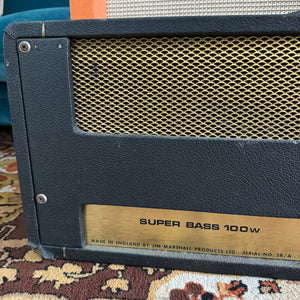 SUPER BASS 100w
MADE IN ENGLAND BY JIM MARSHALL PRODUCTS LTD. SERIAL NO. SB/A